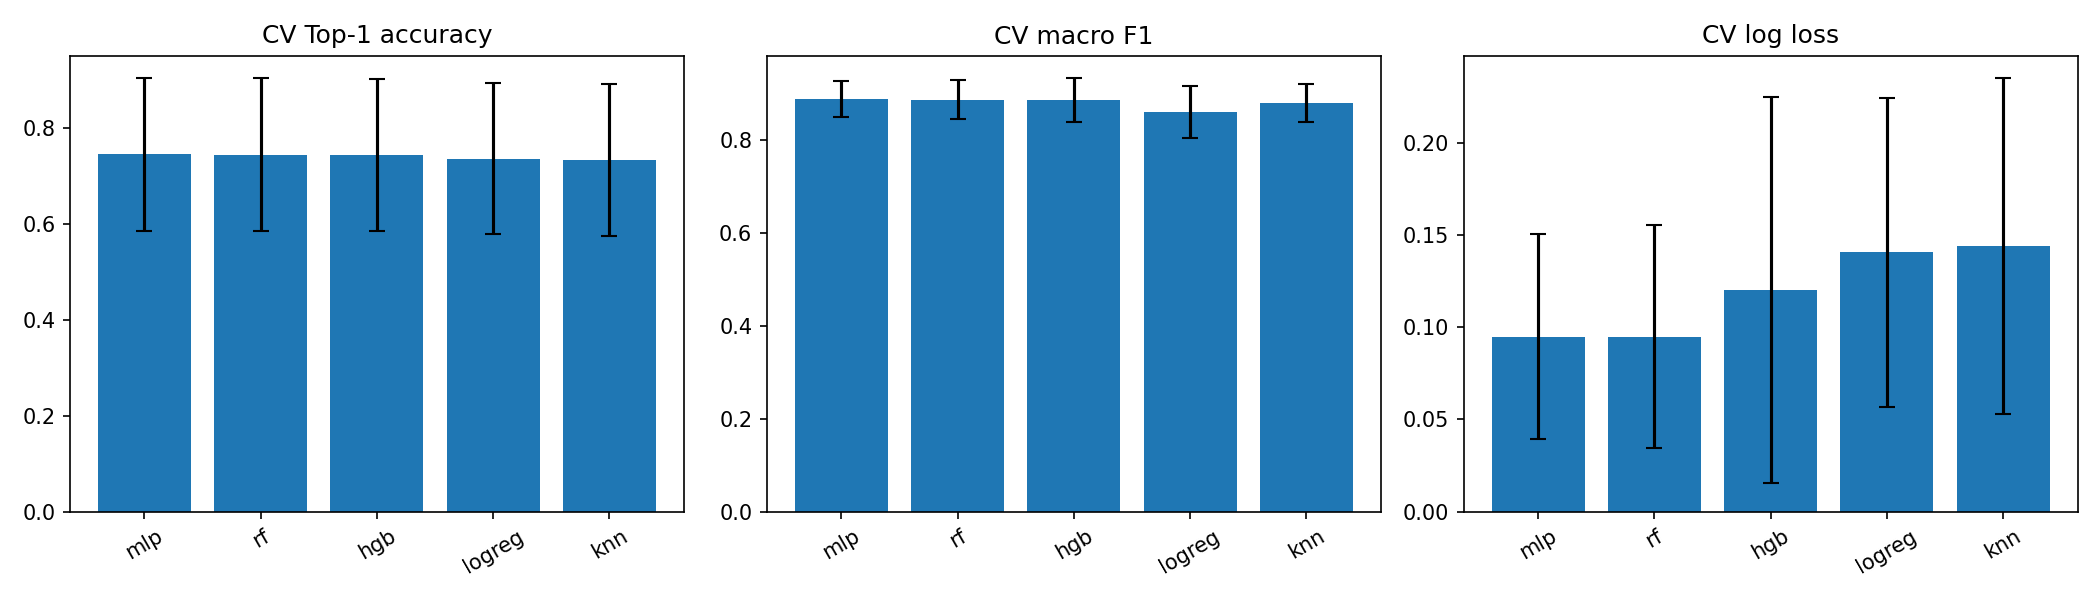 CV Top-1 accuracy
0.8
0.6
0.4
0.2
0.0
mlp
rf
hgb
logreg
knn
CV macro F1
0.8
0.6
0.4
0.2
0.0
mlp
rf
hgb
logreg
knn
CV log loss
0.20
0.15
0.10
0.05
0.00
mlp
rf
hgb
logreg
knn